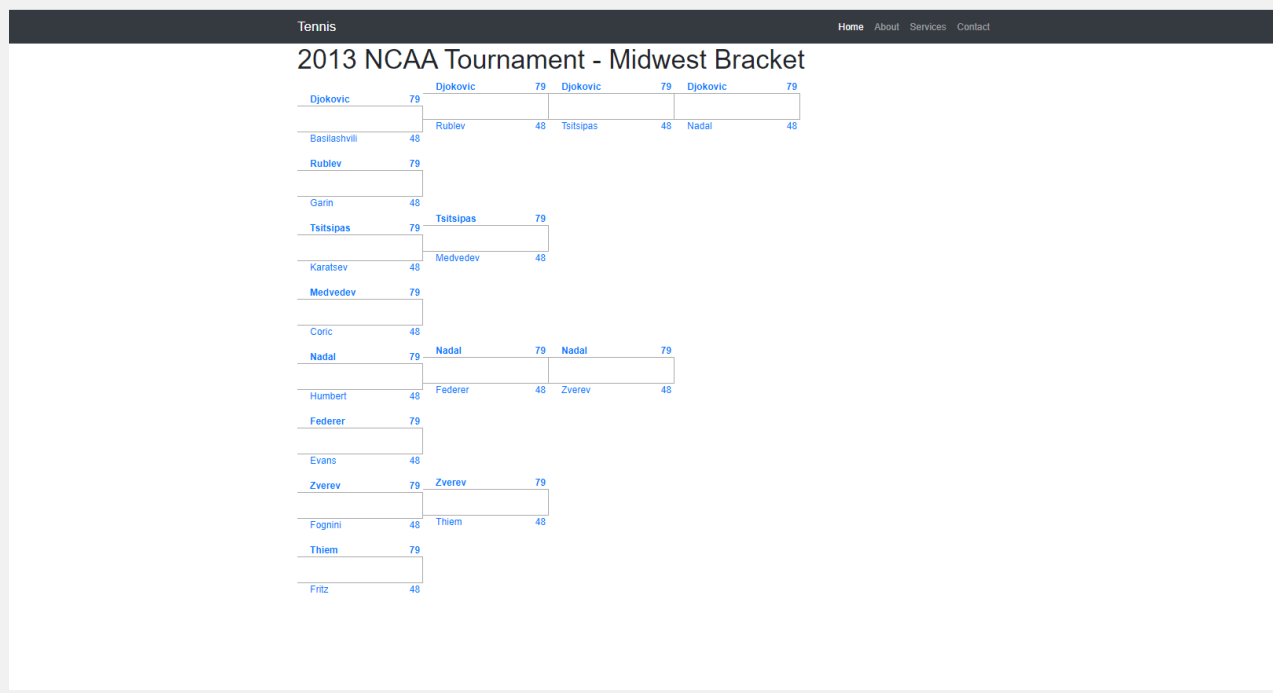 Tennis Home About Services Contact
2013 NCAA Tournament - Midwest Bracket
Djokovic 79
Basilashvili 48
Rublev 79
Garin 48
Tsitsipas 79
Karatsev 48
Medvedev 79
Coric 48
Nadal 79
Humbert 48
Federer 79
Evans 48
Zverev 79
Fognini 48
Thiem 79
Fritz 48
Djokovic 79
Rublev 48
Tsitsipas 79
Medvedev 48
Nadal 79
Federer 48
Zverev 79
Thiem 48
Djokovic 79
Tsitsipas 48
Nadal 79
Zverev 48
Djokovic 79
Nadal 48